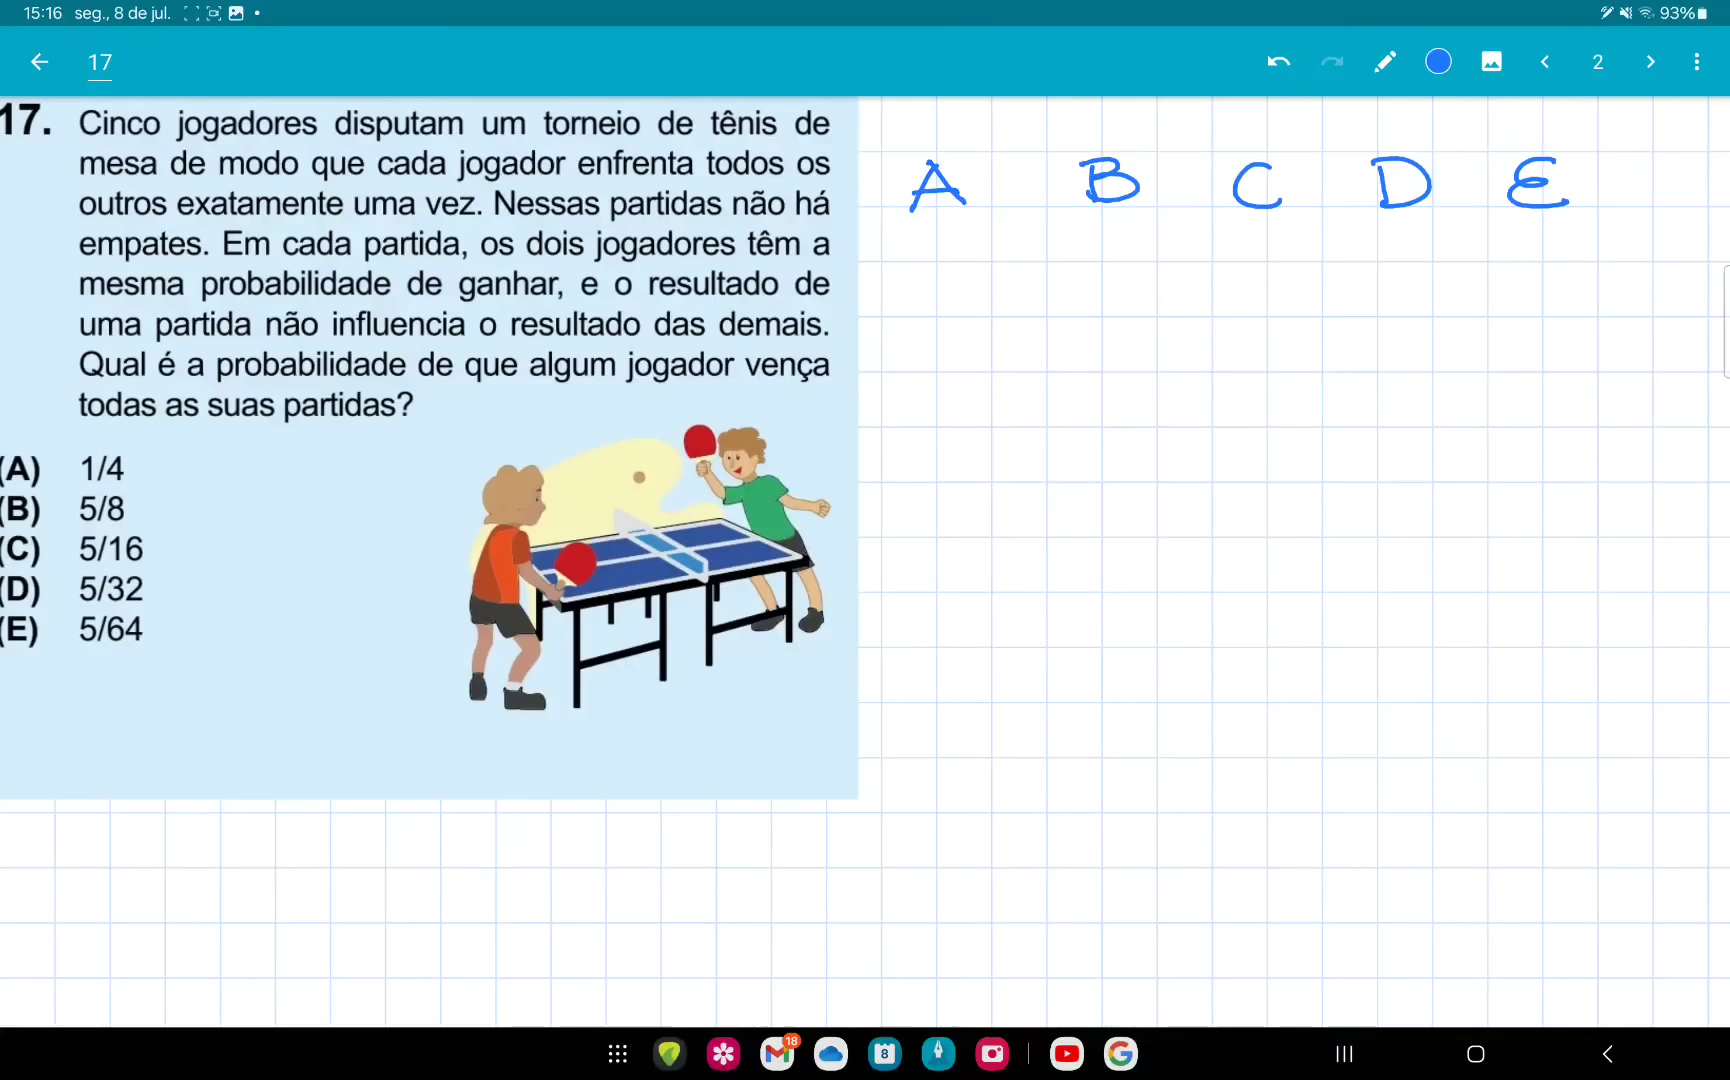 15:16 seg., 8 de jul.
93%
17
2
17. Cinco jogadores disputam um torneio de tênis de
mesa de modo que cada jogador enfrenta todos os
outros exatamente uma vez. Nessas partidas não há
empates. Em cada partida, os dois jogadores têm a
mesma probabilidade de ganhar, e o resultado de
uma partida não influencia o resultado das demais.
Qual é a probabilidade de que algum jogador vença
todas as suas partidas?
(A) 1/4
(B) 5/8
(C) 5/16
(D) 5/32
(E) 5/64
A B C D E
18
8